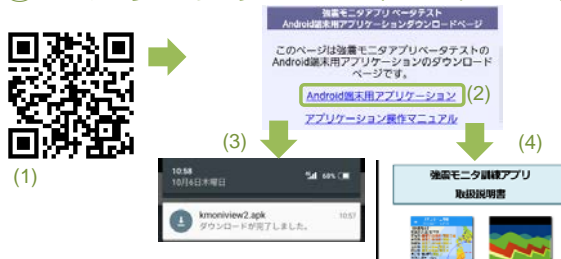 強震モニタアプリ ベータテスト
Android端末用アプリケーションダウンロードページ
このページは強震モニタアプリベータテストの
Android端末用アプリケーションのダウンロード
ページです。
Android端末用アプリケーション
(2)
アプリケーション操作マニュアル
(1)
(3)
(4)
10:58
10月6日木曜日
68%
kmoniview2.apk
10:57
ダウンロードが完了しました。
強震モニタ訓練アプリ
取扱説明書